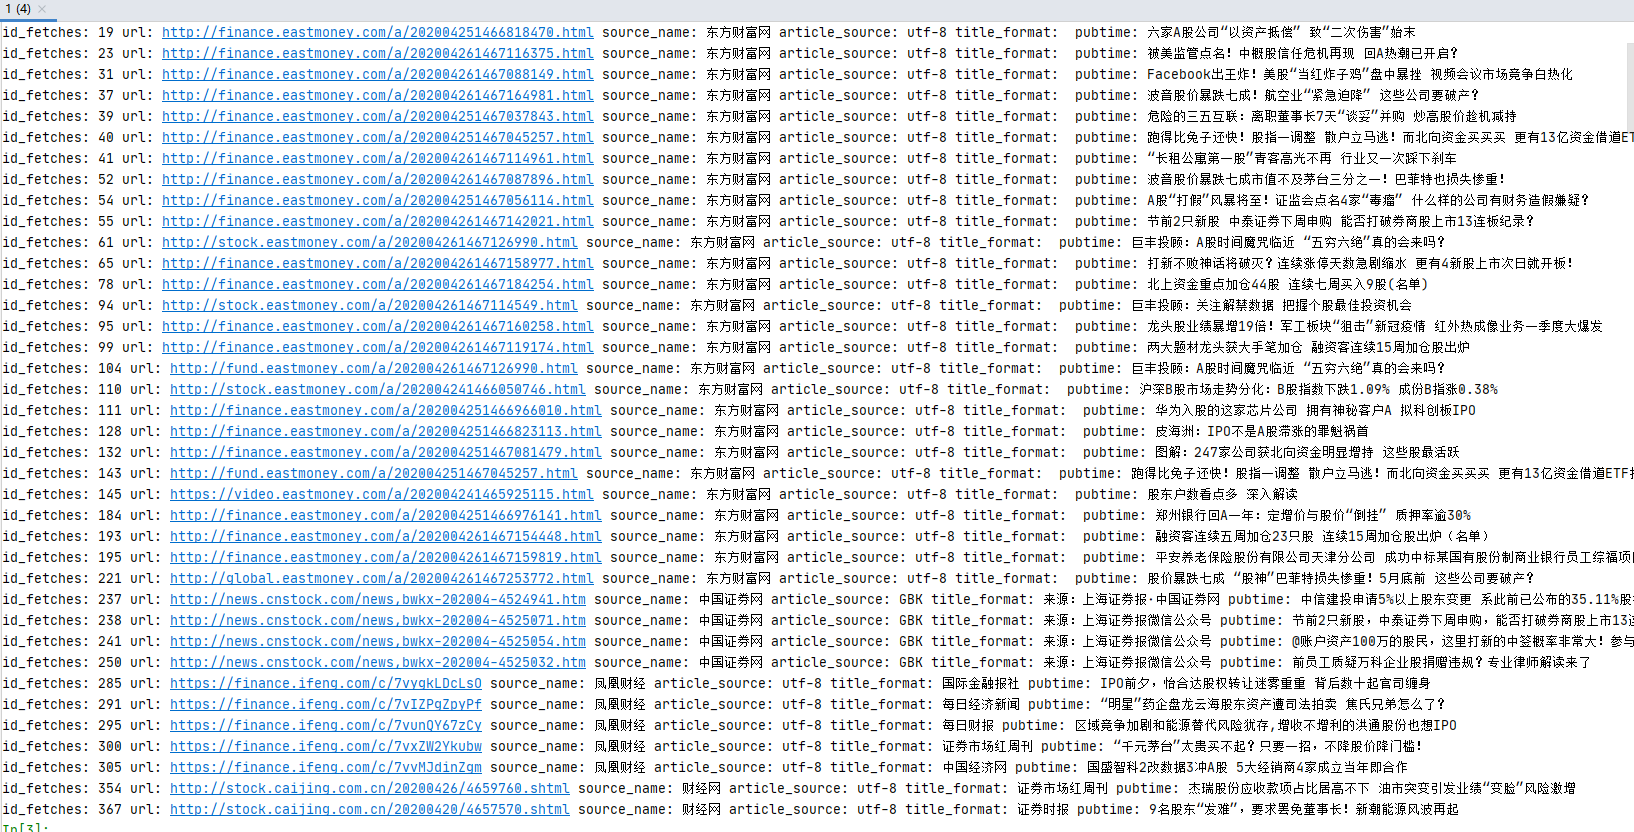 1 (4) ×
id_fetches: 19 url: http://finance.eastmoney.com/a/202004251466818470.html source_name: 东方财富网 article_source: utf-8 title_format:  pubtime: 六家A股公司“以资产抵偿” 致“二次伤害”始末
id_fetches: 23 url: http://finance.eastmoney.com/a/202004261467116375.html source_name: 东方财富网 article_source: utf-8 title_format:  pubtime: 被美监管点名！中概股信任危机再现 回A热潮已开启？
id_fetches: 31 url: http://finance.eastmoney.com/a/202004261467088149.html source_name: 东方财富网 article_source: utf-8 title_format:  pubtime: Facebook出王炸！美股“当红炸子鸡”盘中暴挫 视频会议市场竞争白热化
id_fetches: 37 url: http://finance.eastmoney.com/a/202004261467164981.html source_name: 东方财富网 article_source: utf-8 title_format:  pubtime: 波音股价暴跌七成！航空业“紧急迫降” 这些公司要破产？
id_fetches: 39 url: http://finance.eastmoney.com/a/202004261467037843.html source_name: 东方财富网 article_source: utf-8 title_format:  pubtime: 危险的三五互联：离职董事长7天“谈妥”并购 炒高股价趁机减持
id_fetches: 40 url: http://finance.eastmoney.com/a/202004261467045257.html source_name: 东方财富网 article_source: utf-8 title_format:  pubtime: 跑得比兔子还快！股指一调整 散户立马逃！而北向资金买买买 更有13亿资金借道ET
id_fetches: 41 url: http://finance.eastmoney.com/a/202004261467114961.html source_name: 东方财富网 article_source: utf-8 title_format:  pubtime: “长租公寓第一股”青客高光不再 行业又一次踩下刹车
id_fetches: 52 url: http://finance.eastmoney.com/a/202004261467087896.html source_name: 东方财富网 article_source: utf-8 title_format:  pubtime: 波音股价暴跌七成市值不及茅台三分之一！巴菲特也损失惨重！
id_fetches: 54 url: http://finance.eastmoney.com/a/202004261467056114.html source_name: 东方财富网 article_source: utf-8 title_format:  pubtime: A股“打假”风暴将至！证监会点名4家“毒瘤” 什么样的公司有财务造假嫌疑？
id_fetches: 55 url: http://finance.eastmoney.com/a/202004261467142021.html source_name: 东方财富网 article_source: utf-8 title_format:  pubtime: 节前2只新股 中泰证券下周申购 能否打破券商股上市13连板纪录？
id_fetches: 61 url: http://stock.eastmoney.com/a/202004261467126990.html source_name: 东方财富网 article_source: utf-8 title_format:  pubtime: 巨丰投顾：A股时间魔咒临近 “五穷六绝”真的会来吗？
id_fetches: 65 url: http://finance.eastmoney.com/a/202004261467158977.html source_name: 东方财富网 article_source: utf-8 title_format:  pubtime: 打新不败神话将破灭？连续涨停天数急剧缩水 更有4新股上市次日就开板！
id_fetches: 78 url: http://finance.eastmoney.com/a/202004261467184254.html source_name: 东方财富网 article_source: utf-8 title_format:  pubtime: 北上资金重点加仓44股 连续七周买入9股(名单)
id_fetches: 94 url: http://stock.eastmoney.com/a/202004261467114549.html source_name: 东方财富网 article_source: utf-8 title_format:  pubtime: 巨丰投顾：关注解禁数据 把握个股最佳投资机会
id_fetches: 95 url: http://finance.eastmoney.com/a/202004261467160258.html source_name: 东方财富网 article_source: utf-8 title_format:  pubtime: 龙头股业绩暴增19倍！军工板块“狙击”新冠疫情 红外热成像业务一季度大爆发
id_fetches: 99 url: http://finance.eastmoney.com/a/202004261467119174.html source_name: 东方财富网 article_source: utf-8 title_format:  pubtime: 两大题材龙头获大手笔加仓 融资客连续15周加仓股出炉
id_fetches: 104 url: http://fund.eastmoney.com/a/202004261467126990.html source_name: 东方财富网 article_source: utf-8 title_format:  pubtime: 巨丰投顾：A股时间魔咒临近 “五穷六绝”真的会来吗？
id_fetches: 110 url: http://stock.eastmoney.com/a/202004241466050746.html source_name: 东方财富网 article_source: utf-8 title_format:  pubtime: 沪深B股市场走势分化：B股指数下跌1.09% 成份B指涨0.38%
id_fetches: 111 url: http://finance.eastmoney.com/a/202004251466966010.html source_name: 东方财富网 article_source: utf-8 title_format:  pubtime: 华为入股的这家芯片公司 拥有神秘客户A 拟科创板IPO
id_fetches: 128 url: http://finance.eastmoney.com/a/202004251466823113.html source_name: 东方财富网 article_source: utf-8 title_format:  pubtime: 皮海洲：IPO不是A股滞涨的罪魁祸首
id_fetches: 132 url: http://finance.eastmoney.com/a/202004261467081479.html source_name: 东方财富网 article_source: utf-8 title_format:  pubtime: 图解：247家公司获北向资金明显增持 这些股最活跃
id_fetches: 143 url: http://fund.eastmoney.com/a/202004261467045257.html source_name: 东方财富网 article_source: utf-8 title_format:  pubtime: 跑得比兔子还快！股指一调整 散户立马逃！而北向资金买买买 更有13亿资金借道ETF
id_fetches: 145 url: https://video.eastmoney.com/a/202004241465925115.html source_name: 东方财富网 article_source: utf-8 title_format:  pubtime: 股东户数看点多 深入解读
id_fetches: 184 url: http://finance.eastmoney.com/a/202004251466976141.html source_name: 东方财富网 article_source: utf-8 title_format:  pubtime: 郑州银行回A一年：定增价与股价“倒挂” 质押率逾30%
id_fetches: 193 url: http://finance.eastmoney.com/a/202004261467154448.html source_name: 东方财富网 article_source: utf-8 title_format:  pubtime: 融资客连续五周加仓23只股 连续15周加仓股出炉（名单）
id_fetches: 195 url: http://finance.eastmoney.com/a/202004261467159819.html source_name: 东方财富网 article_source: utf-8 title_format:  pubtime: 平安养老保险股份有限公司天津分公司 成功中标某国有股份制商业银行员工综福项
id_fetches: 221 url: http://global.eastmoney.com/a/202004261467253772.html source_name: 东方财富网 article_source: utf-8 title_format:  pubtime: 股价暴跌七成 “股神”巴菲特损失惨重！5月底前 这些公司要破产？
id_fetches: 237 url: http://news.cnstock.com/news,bwkx-202004-4524941.htm source_name: 中国证券网 article_source: GBK title_format: 来源：上海证券报·中国证券网 pubtime: 中信建投申请5%以上股东变更 系此前已公布的35.11%股
id_fetches: 238 url: http://news.cnstock.com/news,bwkx-202004-4525071.htm source_name: 中国证券网 article_source: GBK title_format: 来源：上海证券报微信公众号 pubtime: 节前2只新股，中泰证券下周申购，能否打破券商股上市13连
id_fetches: 241 url: http://news.cnstock.com/news,bwkx-202004-4525054.htm source_name: 中国证券网 article_source: GBK title_format: 来源：上海证券报微信公众号 pubtime: @账户资产100万的股民，这里打新的中签概率非常大！参与
id_fetches: 250 url: http://news.cnstock.com/news,bwkx-202004-4525032.htm source_name: 中国证券网 article_source: GBK title_format: 来源：上海证券报微信公众号 pubtime: 前员工质疑万科企业股捐赠违规？专业律师解读来了
id_fetches: 285 url: https://finance.ifeng.com/c/7vyqkLDcLsO source_name: 凤凰财经 article_source: utf-8 title_format: 国际金融报社 pubtime: IPO前夕，怡合达股权转让迷雾重重 背后数十起官司缠身
id_fetches: 291 url: https://finance.ifeng.com/c/7vIZPgZpyPf source_name: 凤凰财经 article_source: utf-8 title_format: 每日经济新闻 pubtime: “明星”药企盘龙云海股东资产遭司法拍卖 焦氏兄弟怎么了？
id_fetches: 295 url: https://finance.ifeng.com/c/7vunQY67zCy source_name: 凤凰财经 article_source: utf-8 title_format: 每日财报 pubtime: 区域竞争加剧和能源替代风险犹存,增收不增利的洪通股份也想IPO
id_fetches: 300 url: https://finance.ifeng.com/c/7vxZW2Ykubw source_name: 凤凰财经 article_source: utf-8 title_format: 证券市场红周刊 pubtime: “千元茅台”太贵买不起？只要一招，不降股价降门槛！
id_fetches: 305 url: https://finance.ifeng.com/c/7vvMJdinZgm source_name: 凤凰财经 article_source: utf-8 title_format: 中国经济网 pubtime: 国盛智科2改数据3冲A股 5大经销商4家成立当年即合作
id_fetches: 354 url: http://stock.caijing.com.cn/20200426/4659760.shtml source_name: 财经网 article_source: utf-8 title_format: 证券市场红周刊 pubtime: 杰瑞股份应收款项占比居高不下 油市突变引发业绩“变脸”风险激增
id_fetches: 367 url: http://stock.caijing.com.cn/20200420/4657570.shtml source_name: 财经网 article_source: utf-8 title_format: 证券时报 pubtime: 9名股东“发难”，要求罢免董事长！新潮能源风波再起
In[3]: